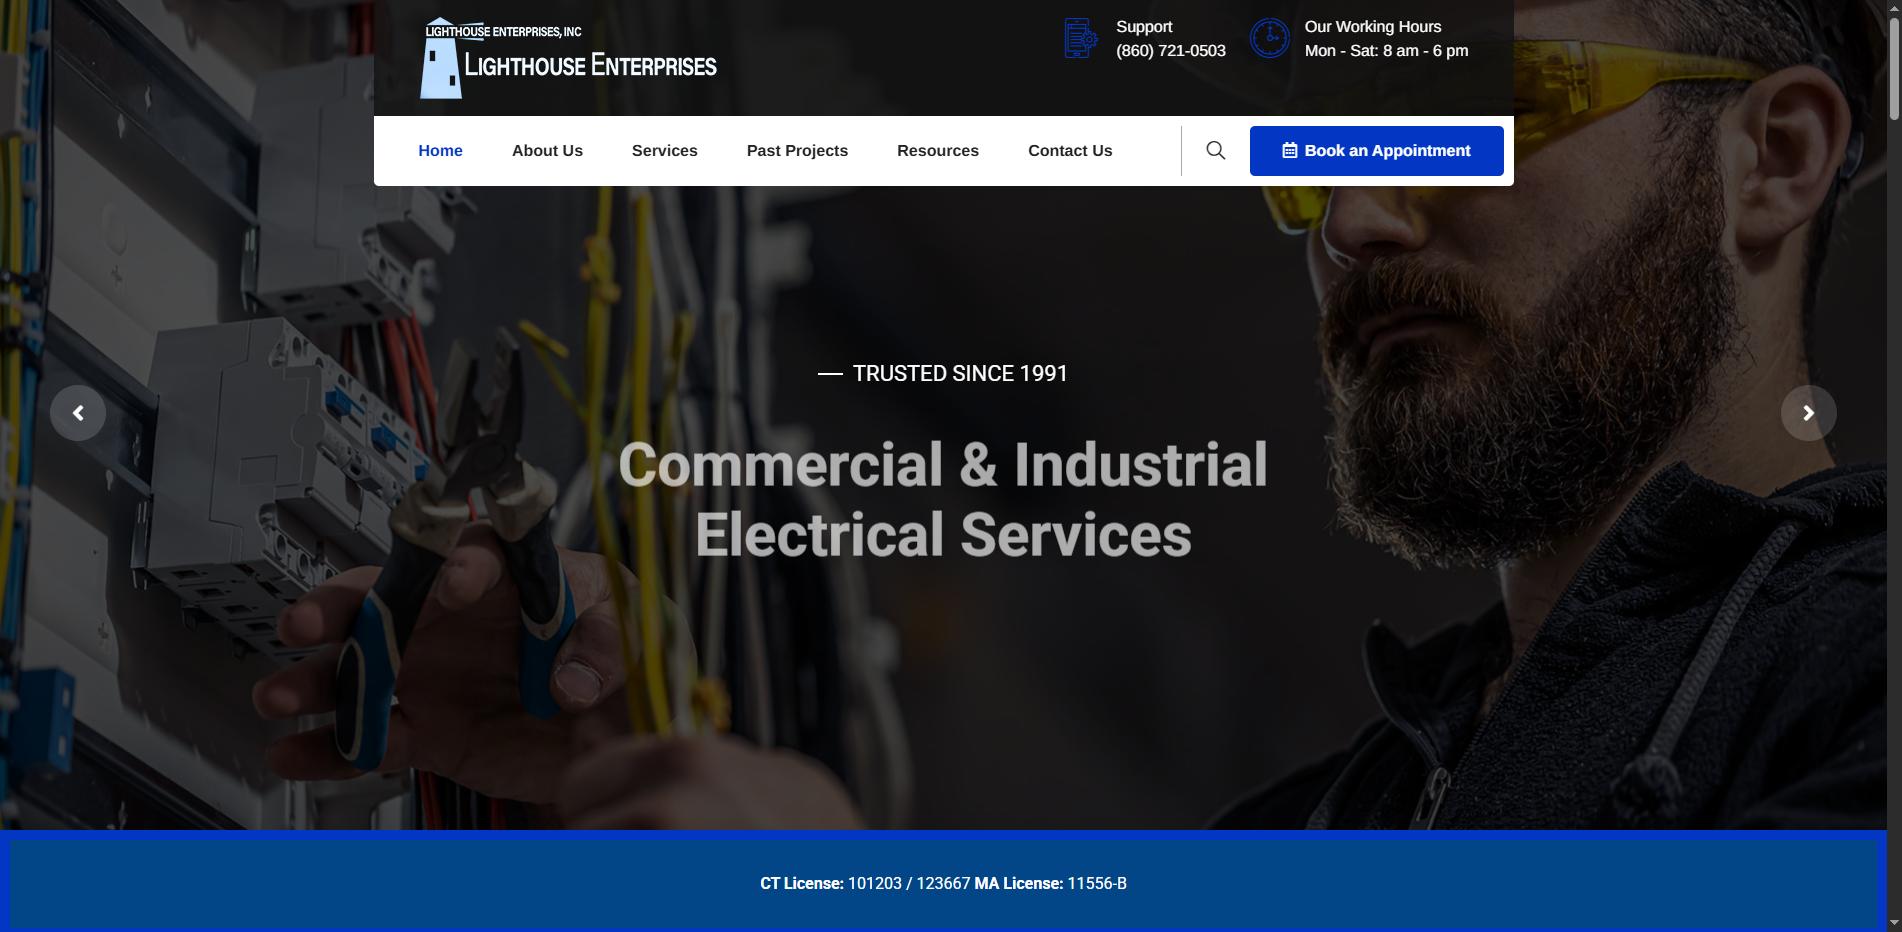 LIGHTHOUSE ENTERPRISES, INC
LIGHTHOUSE ENTERPRISES
Support
(860) 721-0503
Our Working Hours
Mon - Sat: 8 am - 6 pm
Home
About Us
Services
Past Projects
Resources
Contact Us
Book an Appointment
TRUSTED SINCE 1991
Commercial & Industrial
Electrical Services
CT License: 101203 / 123667 MA License: 11556-B